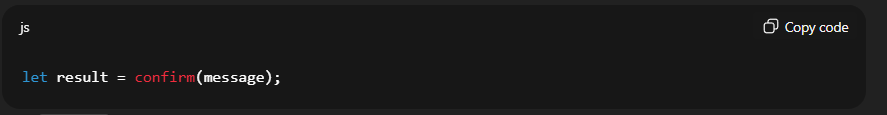 js
Copy code
let result = confirm(message);